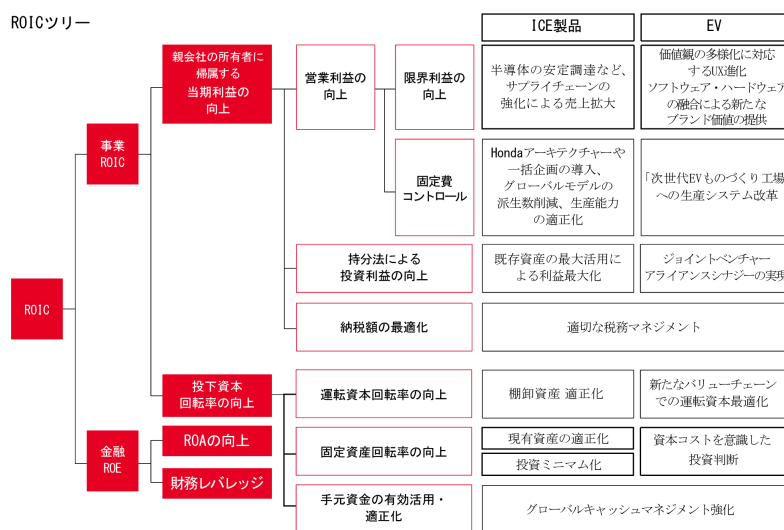 ROICツリー
ICE製品
EV
親会社の所有者に
帰属する
当期利益の
向上
営業利益の
向上
限界利益の
向上
半導体の安定調達など、
サプライチェーンの
強化による売上拡大
価値観の多様化に対応
するUX進化
ソフトウェア・ハードウェア
の融合による新たな
ブランド価値の提供
事業
ROIC
固定費
コントロール
Hondaアーキテクチャーや
一括企画の導入、
グローバルモデルの
派生数削減、生産能力
の適正化
「次世代EVものづくり工場
への生産システム改革
持分法による
投資利益の向上
既存資産の最大活用に
よる利益最大化
ジョイントベンチャー
アライアンスシナジーの実現
ROIC
納税額の最適化
適切な税務マネジメント
投下資本
回転率の向上
運転資本回転率の向上
棚卸資産 適正化
新たなバリューチェーン
での運転資本最適化
金融
ROE
ROAの向上
財務レバレッジ
固定資産回転率の向上
現有資産の適正化
投資ミニマム化
資本コストを意識した
投資判断
手元資金の有効活用・
適正化
グローバルキャッシュマネジメント強化